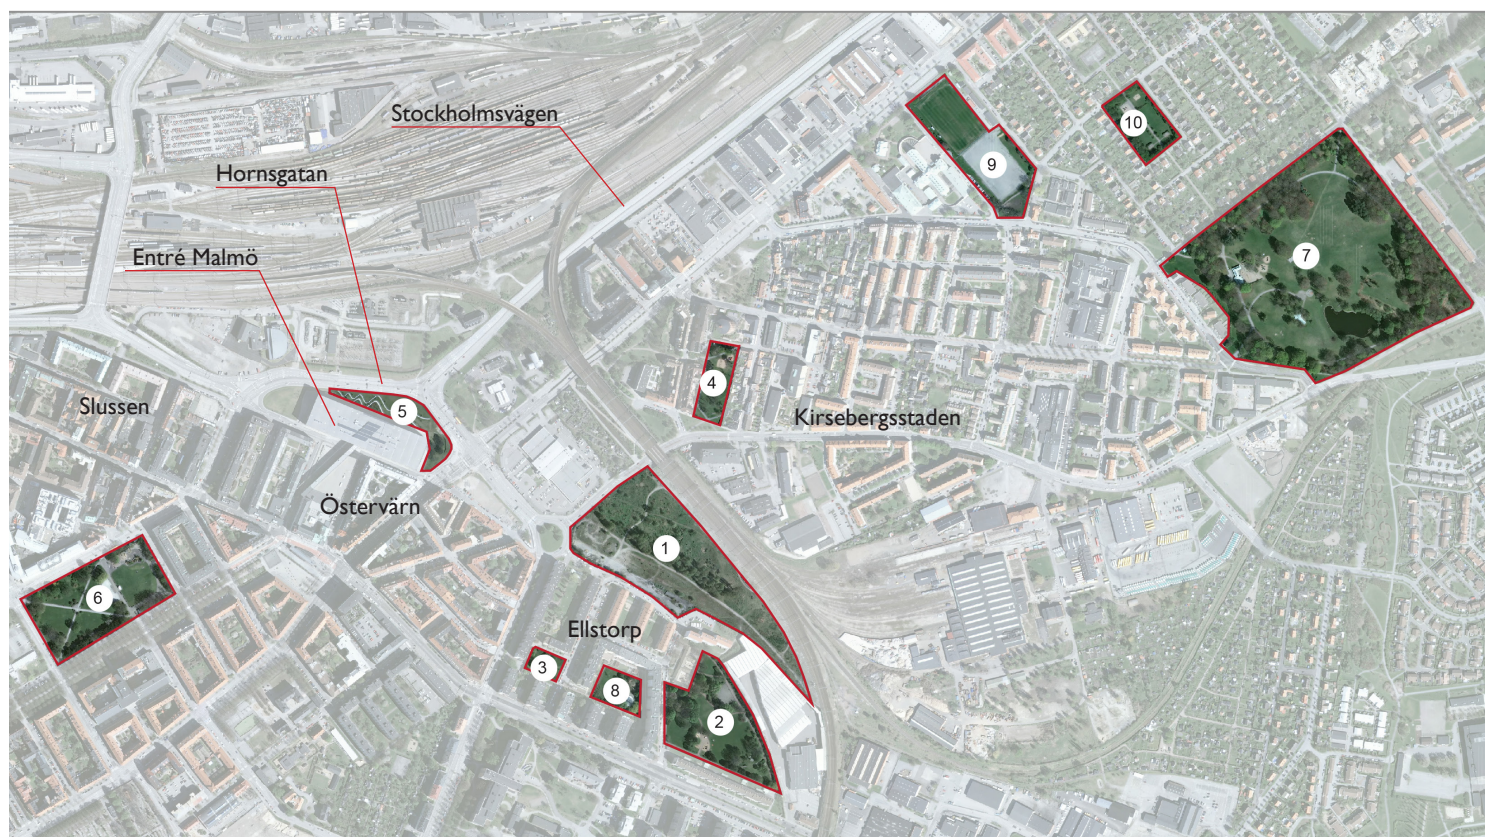 Stockholmsvägen
10
9
Hornsgatan
Entré Malmö
7
4
Slussen
5
Kirsebergsstaden
Östervärn
1
6
Ellstorp
3
8
2